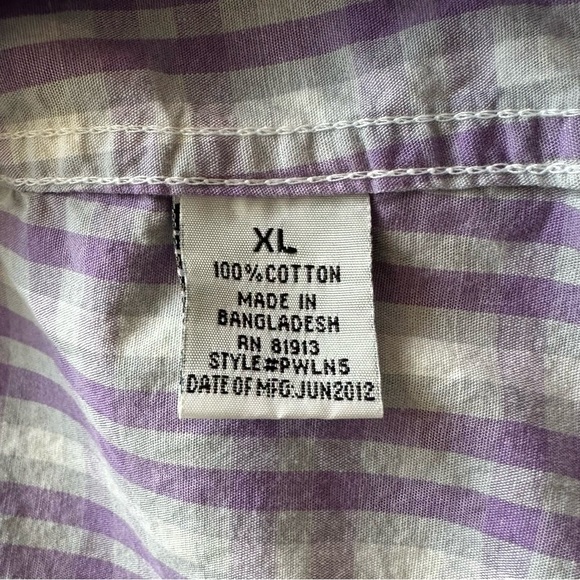 XL
100% COTTON
MADE IN
BANGLADESH
RN 81913
STYLE#PWLN5
DATE OF MFG:JUN2012